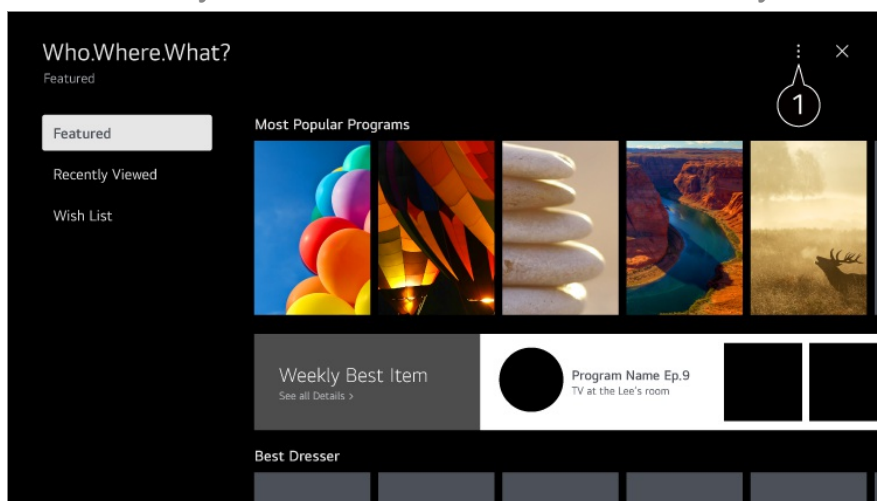 Who.Where.What?
Featured
1
Featured
Recently Viewed
Wish List
Most Popular Programs
Weekly Best Item
See all Details >
Program Name Ep.9
TV at the Lee's room
Best Dresser